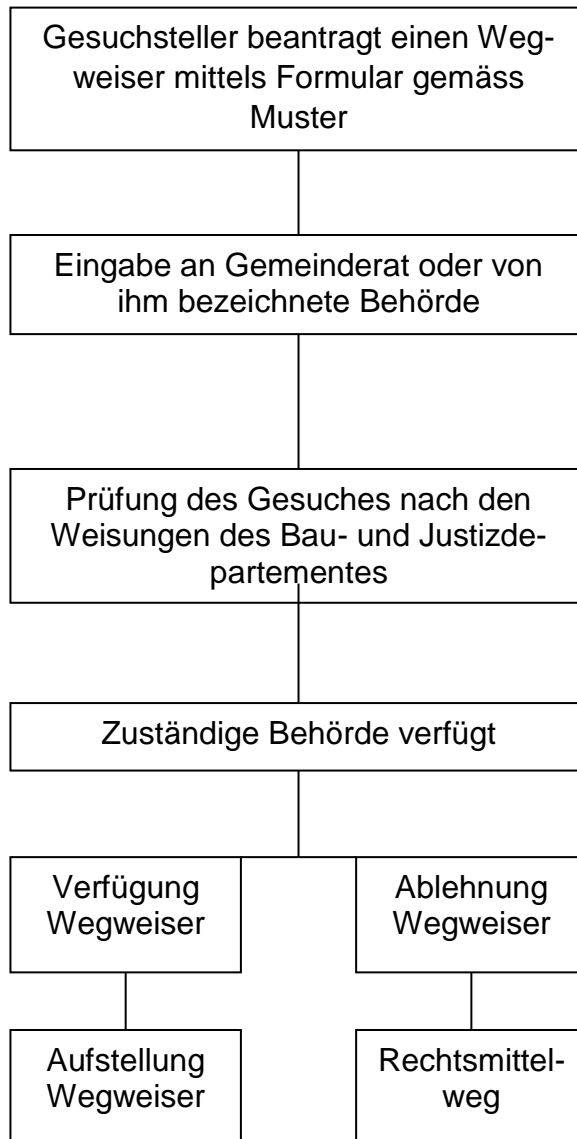 Gesuchsteller beantragt einen Weg-
weiser mittels Formular gemäss
Muster
Eingabe an Gemeinderat oder von
ihm bezeichnete Behörde
Prüfung des Gesuches nach den
Weisungen des Bau- und Justizde-
partementes
Zuständige Behörde verfügt
Verfügung
Wegweiser
Ablehnung
Wegweiser
Aufstellung
Wegweiser
Rechtsmittel-
weg